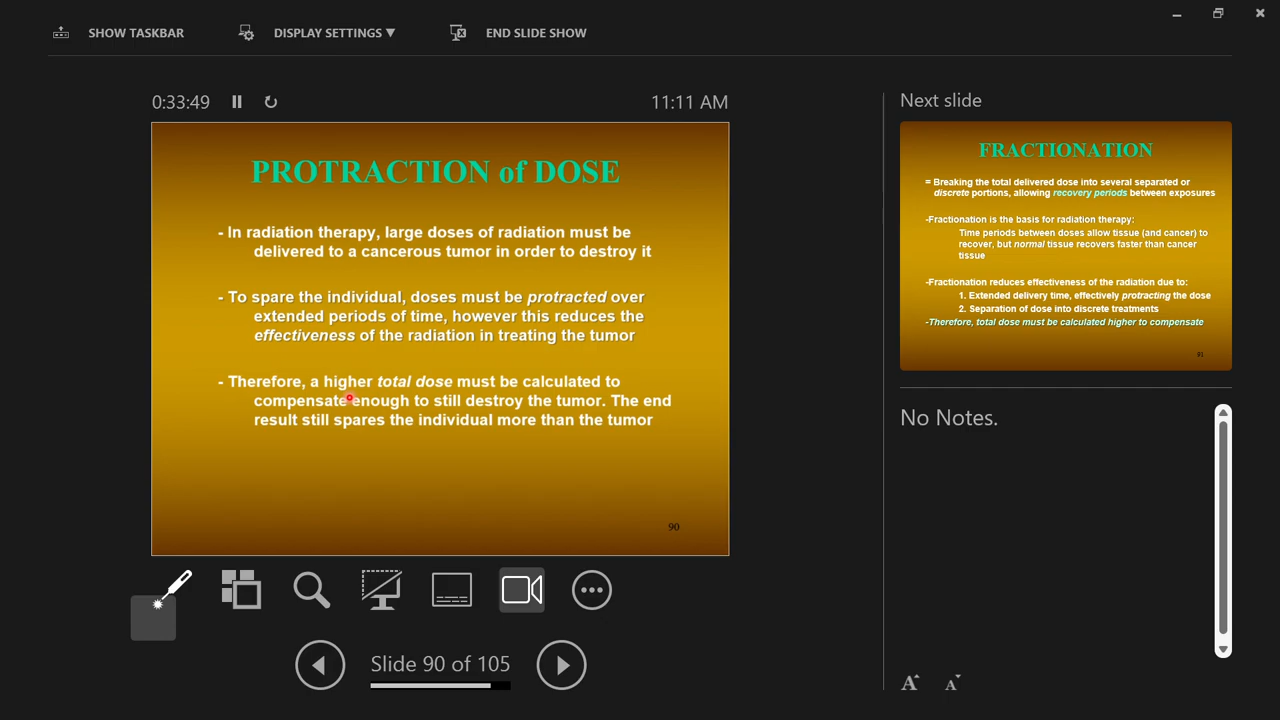 SHOW TASKBAR
DISPLAY SETTINGS ▼
END SLIDE SHOW
0:33:49
11:11 AM
PROTRACTION of DOSE
- In radiation therapy, large doses of radiation must be
delivered to a cancerous tumor in order to destroy it
- To spare the individual, doses must be protracted over
extended periods of time, however this reduces the
effectiveness of the radiation in treating the tumor
- Therefore, a higher total dose must be calculated to
compensate enough to still destroy the tumor. The end
result still spares the individual more than the tumor
90
Slide 90 of 105
Next slide
FRACTIONATION
= Breaking the total delivered dose into several separated or
discrete portions, allowing recovery periods between exposures
-Fractionation is the basis for radiation therapy:
Time periods between doses allow tissue (and cancer) to
recover, but normal tissue recovers faster than cancer
tissue
-Fractionation reduces effectiveness of the radiation due to:
1. Extended delivery time, effectively protracting the dose
2. Separation of dose into discrete treatments
-Therefore, total dose must be calculated higher to compensate
91
No Notes.
A A